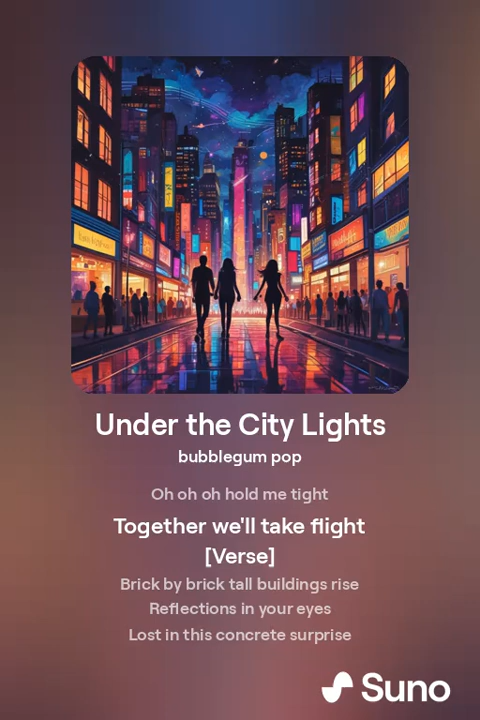 Under the City Lights
bubblegum pop
Oh oh oh hold me tight
Together we'll take flight
[Verse]
Brick by brick tall buildings rise
Reflections in your eyes
Lost in this concrete surprise
Suno